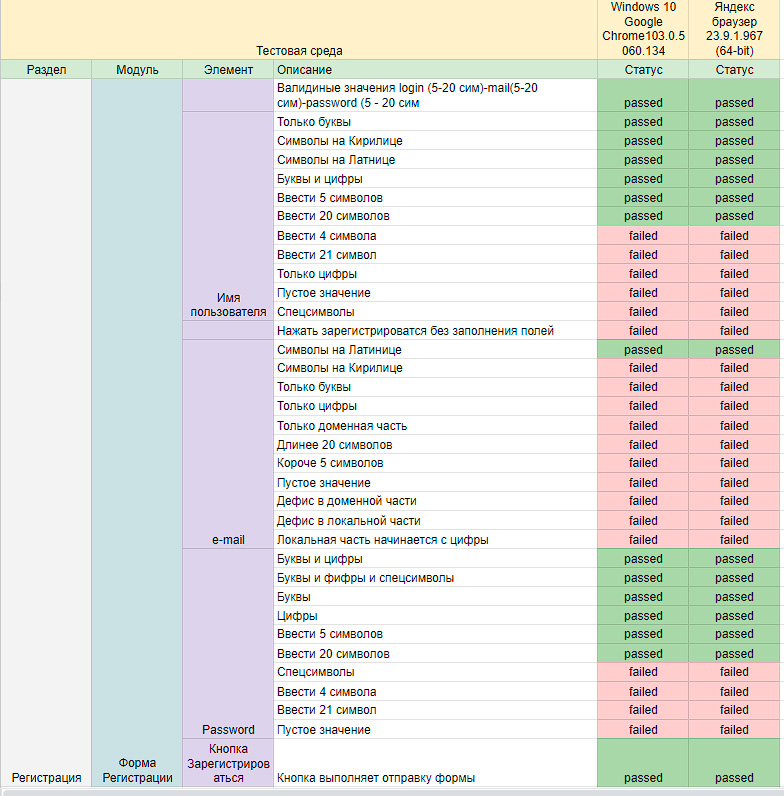 Тестовая среда
Windows 10
Google
Chrome103.0.5
060.134
Яндекс
браузер
23.9.1.967
(64-bit)
Раздел Модуль Элемент Описание Статус Статус
Валидиные значения login (5-20 сим)-mail(5-20
сим)-password (5 - 20 сим passed passed
Только буквы passed passed
Символы на Кирилице passed passed
Символы на Латнице passed passed
Буквы и цифры passed passed
Ввести 5 символов passed passed
Ввести 20 символов passed passed
Ввести 4 символа failed failed
Ввести 21 символ failed failed
Только цифры failed failed
Пустое значение failed failed
Имя
пользователя Спецсимволы failed failed
Нажать зарегистрироватся без заполнения полей failed failed
Символы на Латинице passed passed
Символы на Кирилице failed failed
Только буквы failed failed
Только цифры failed failed
Только доменная часть failed failed
Длинее 20 символов failed failed
Короче 5 символов failed failed
Пустое значение failed failed
Дефис в доменной части failed failed
Дефис в локальной части failed failed
e-mail Локальная часть начинается с цифры failed failed
Буквы и цифры passed passed
Буквы и фифры и спецсимволы passed passed
Буквы passed passed
Цифры passed passed
Ввести 5 символов passed passed
Ввести 20 символов passed passed
Спецсимволы failed failed
Ввести 4 символа failed failed
Ввести 21 символ failed failed
Password Пустое значение failed failed
Регистрация
Форма
Регистрации
Кнопка
Зарегистриров
аться
Кнопка выполняет отправку формы passed passed